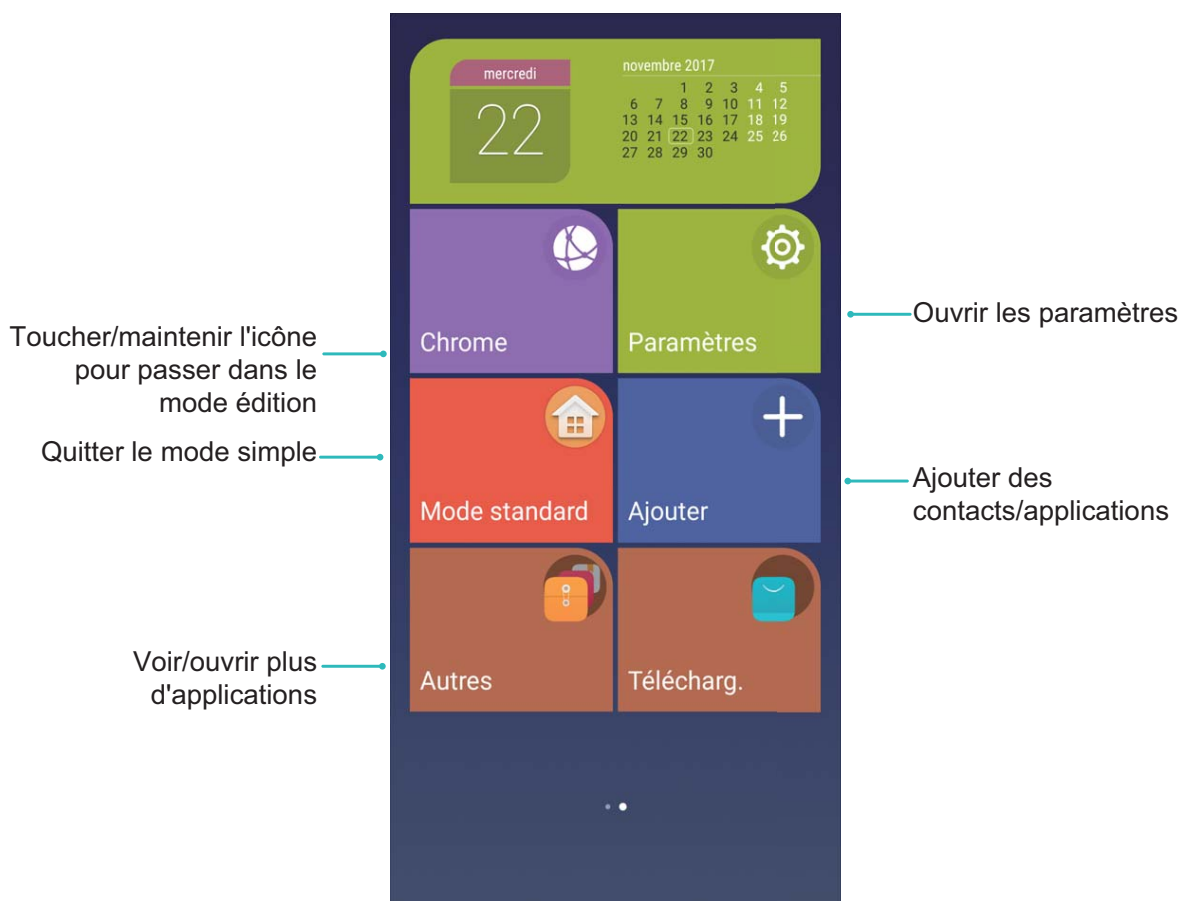 mercredi
22
novembre 2017
1 2 3 4 5
6 7 8 9 10 11 12
13 14 15 16 17 18 19
20 21 22 23 24 25 26
27 28 29 30
Chrome
Paramètres
Mode standard
Ajouter
Autres
Télécharg.
Toucher/maintenir l'icône
pour passer dans le
mode édition
Quitter le mode simple
Voir/ouvrir plus
d'applications
Ouvrir les paramètres
Ajouter des
contacts/applications